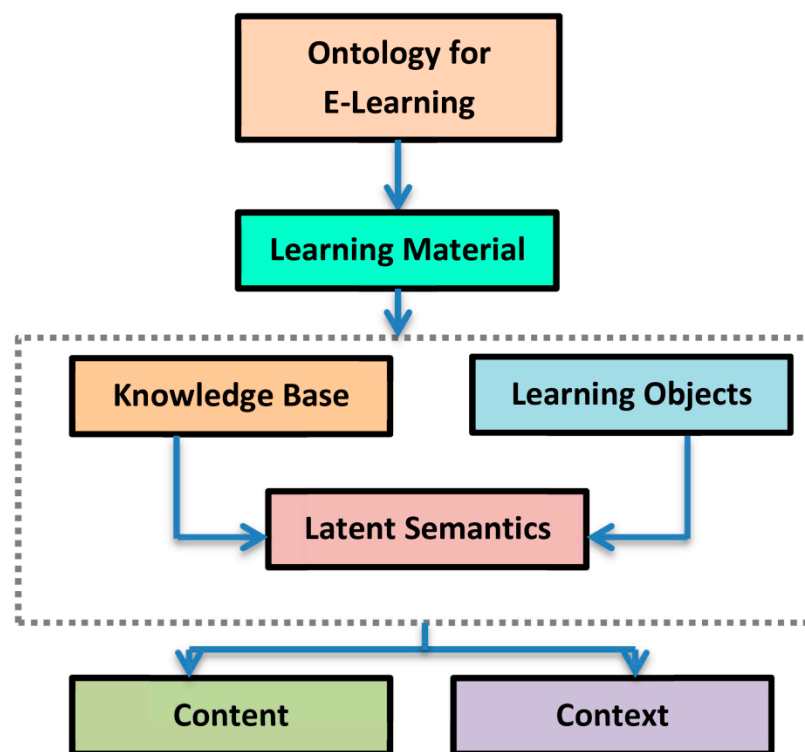 Ontology for
E-Learning
Learning Material
Knowledge Base
Learning Objects
Latent Semantics
Content
Context